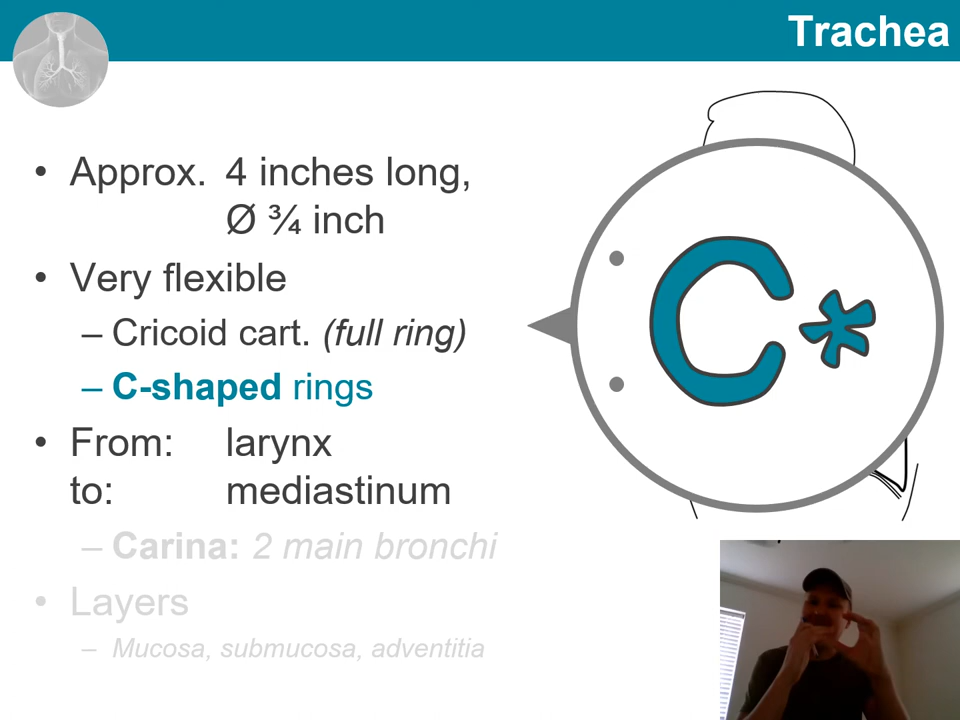 Trachea
• Approx. 4 inches long,
Ø ¾ inch
• Very flexible
– Cricoid cart. (full ring)
– C-shaped rings
• From: larynx
to: mediastinum
– Carina: 2 main bronchi
• Layers
– Mucosa, submucosa, adventitia
C*